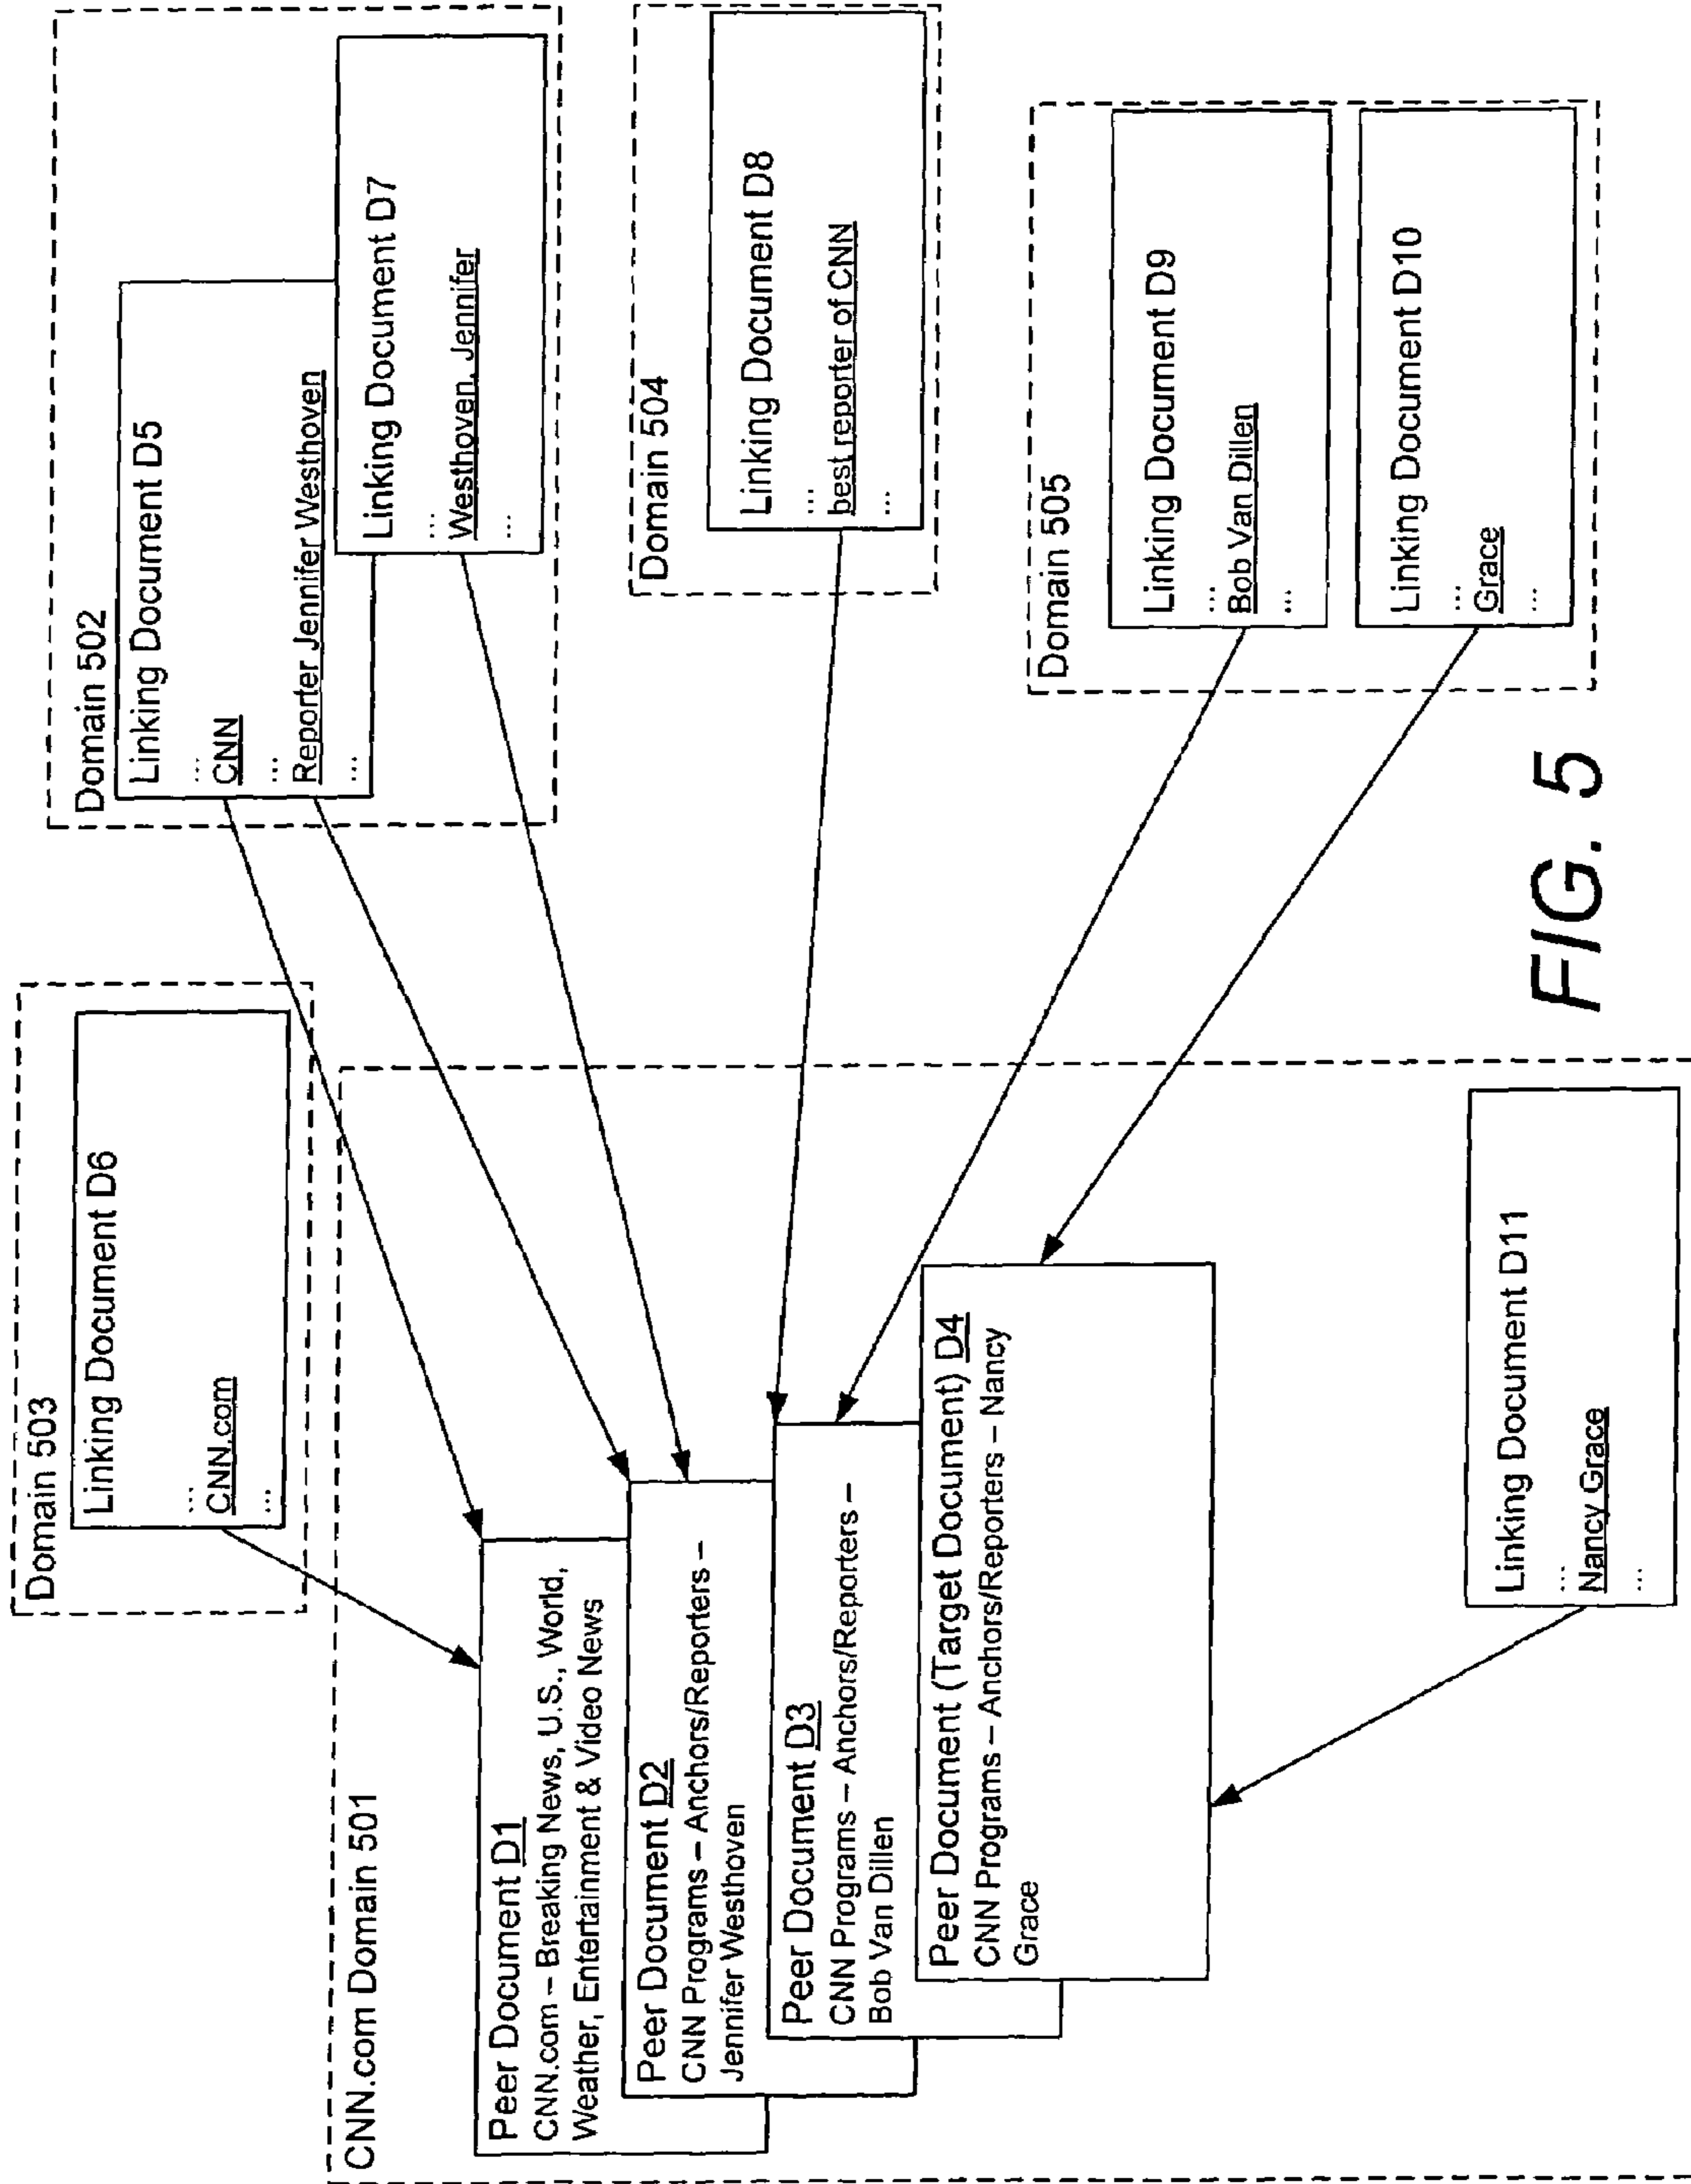 Domain 503
Linking Document D6
...
CNN.com
...
Domain 502
Linking Document D5
...
CNN
...
Reporter Jennifer Westhoven
...
Linking Document D7
...
Westhoven, Jennifer
...
CNN.com Domain 501
Peer Document D1
CNN.com – Breaking News, U.S., World,
Weather, Entertainment & Video News
Peer Document D2
CNN Programs – Anchors/Reporters –
Jennifer Westhoven
Peer Document D3
CNN Programs – Anchors/Reporters –
Bob Van Dillen
Peer Document (Target Document) D4
CNN Programs – Anchors/Reporters – Nancy
Grace
Domain 504
Linking Document D8
...
best reporter of CNN
...
Domain 505
Linking Document D9
...
Bob Van Dillen
...
Linking Document D10
...
Grace
...
Linking Document D11
...
Nancy Grace
...
FIG. 5